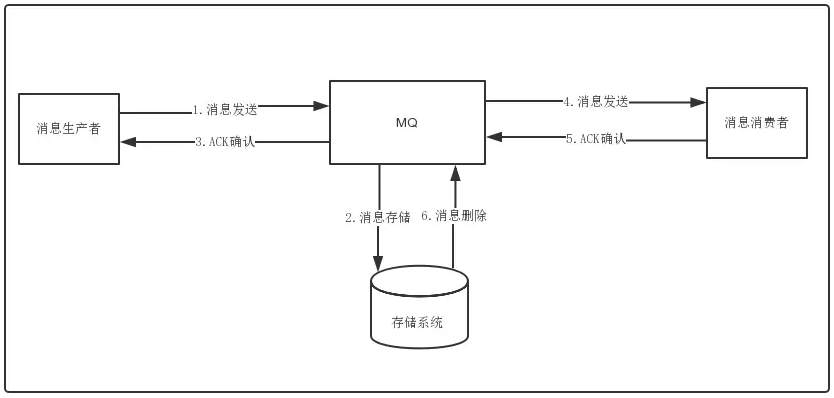 1.消息发送
4.消息发送
消息生产者
MQ
消息消费者
3.ACK确认
5.ACK确认
2.消息存储
6.消息删除
存储系统